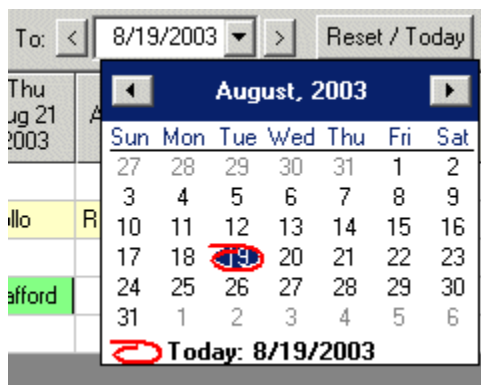 To: < 8/19/2003 > Reset / Today
Thu
ug 21
2003
August, 2003
Sun Mon Tue Wed Thu Fri Sat
27 28 29 30 31 1 2
3 4 5 6 7 8 9
ollo R 10 11 12 13 14 15 16
17 18 19 20 21 22 23
afford 24 25 26 27 28 29 30
31 1 2 3 4 5 6
Today: 8/19/2003